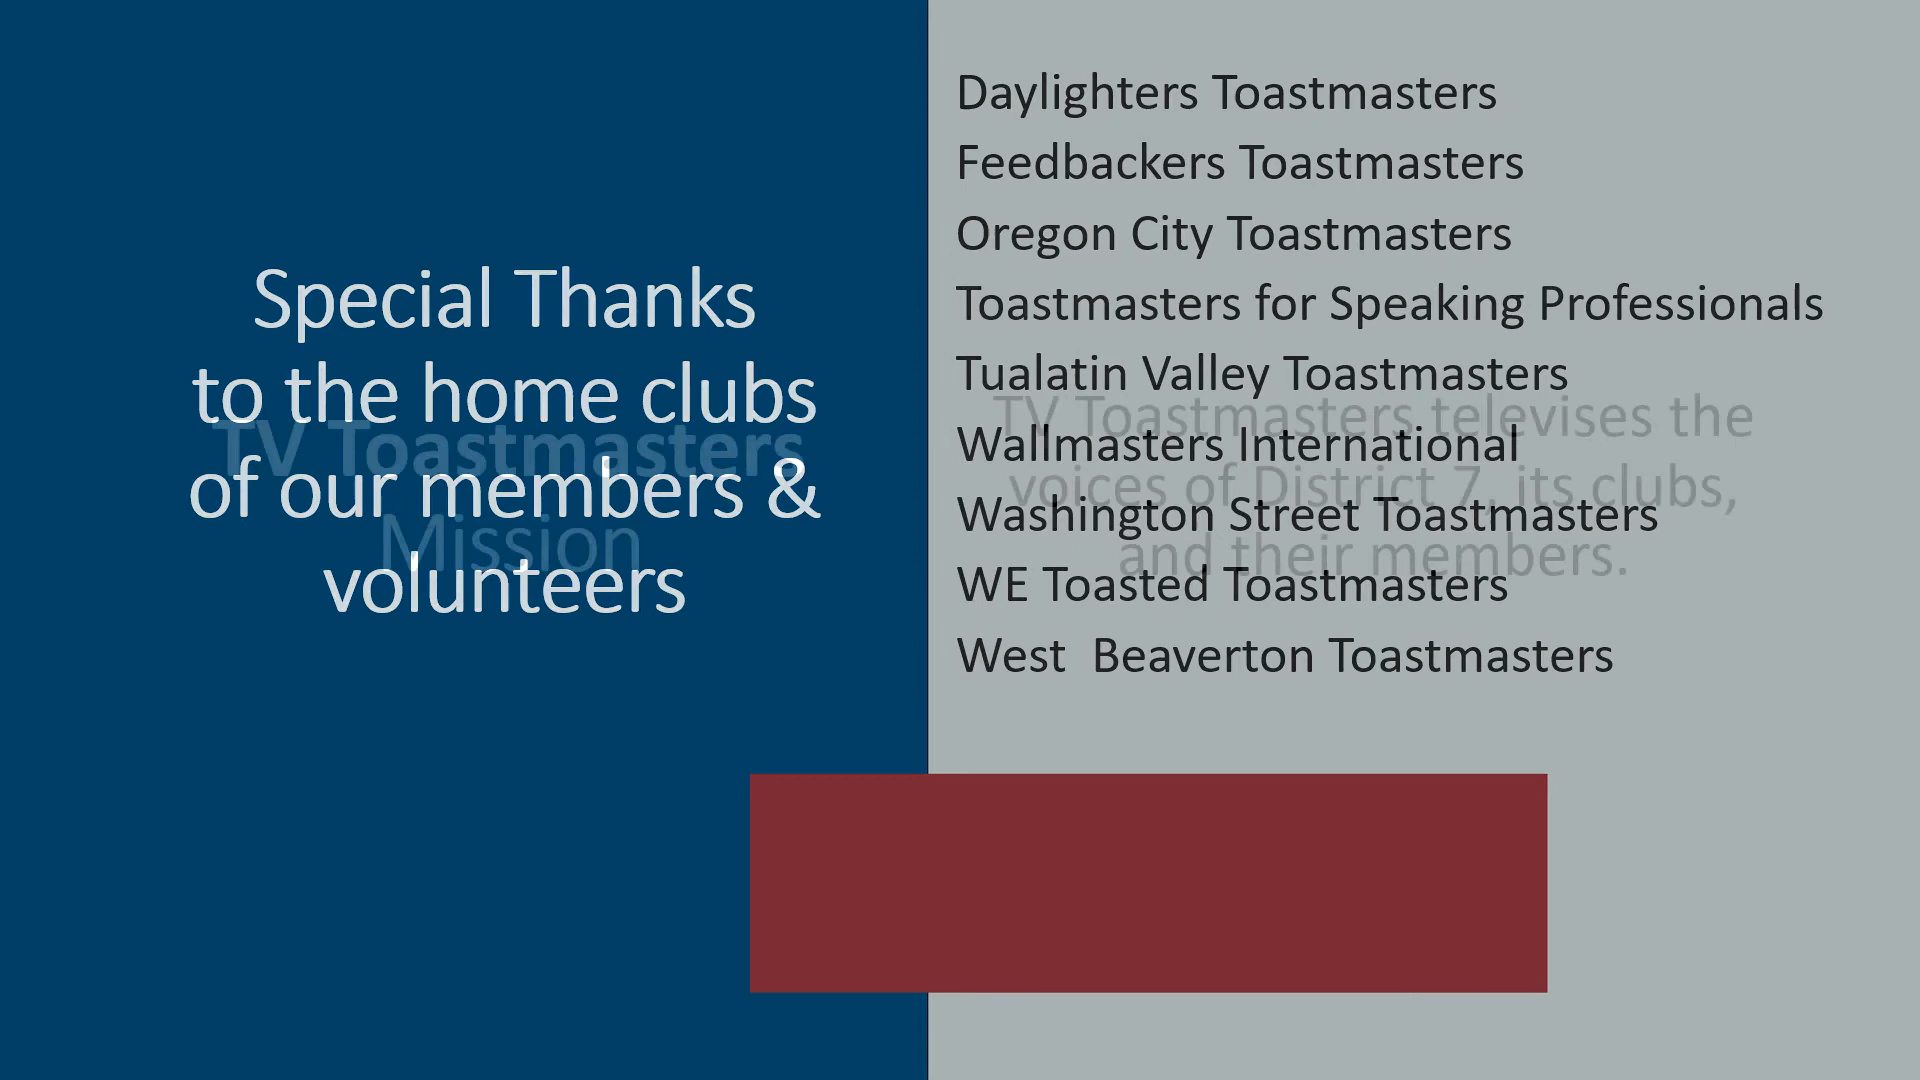 Special Thanks
to the home clubs
of our members &
volunteers
TV Toastmasters
Mission
Daylighters Toastmasters
Feedbackers Toastmasters
Oregon City Toastmasters
Toastmasters for Speaking Professionals
Tualatin Valley Toastmasters
Wallmasters International
Washington Street Toastmasters
WE Toasted Toastmasters
West  Beaverton Toastmasters
TV Toastmasters televises the
voices of District 7, its clubs,
and their members.